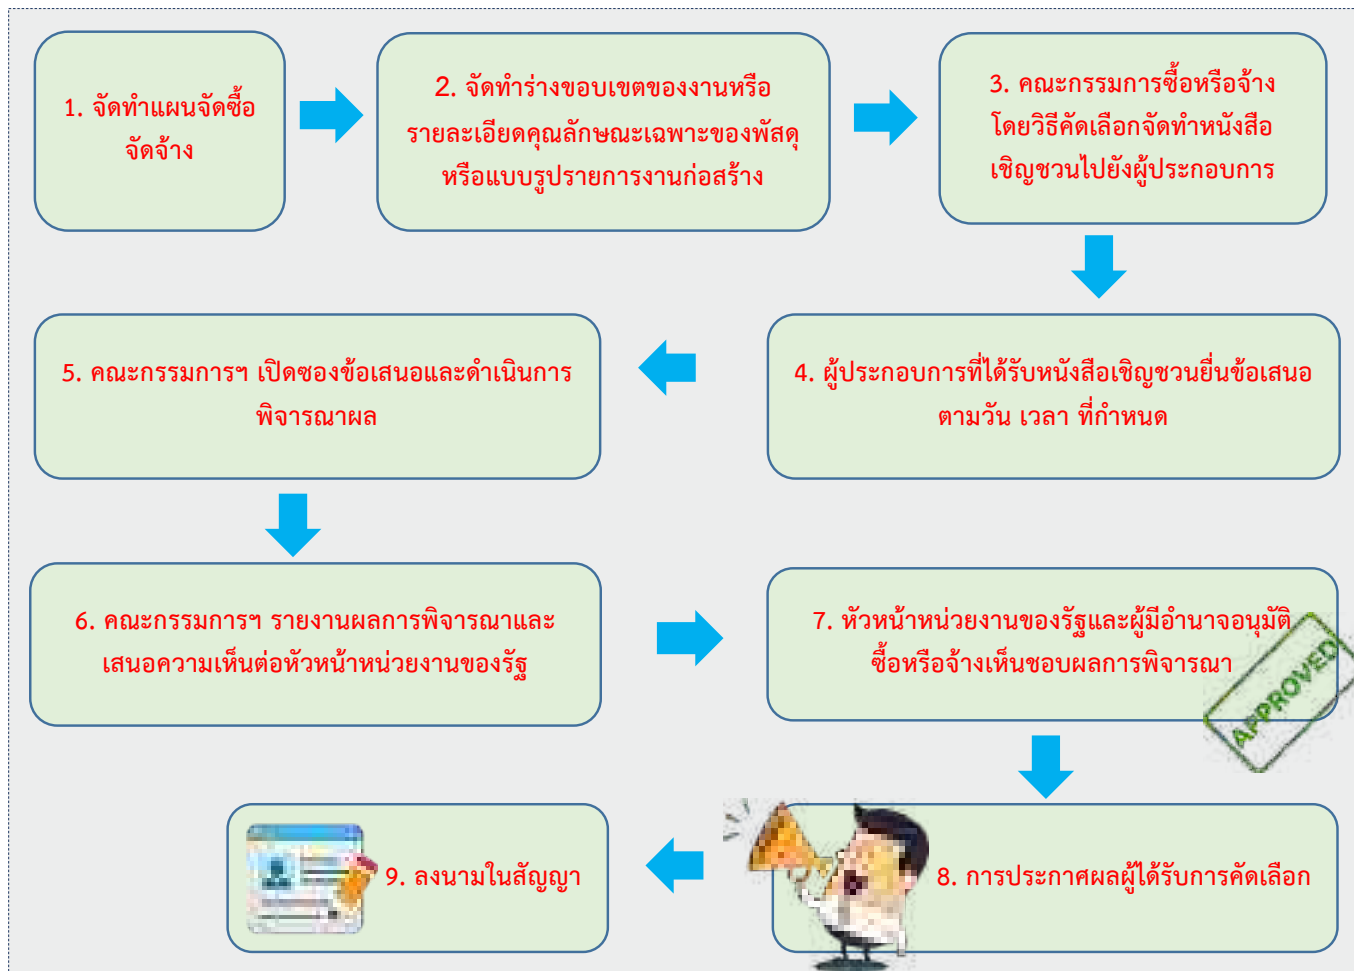 1. จัดทำแผนจัดซื้อ
จัดจ้าง
2. จัดทำร่างขอบเขตของงานหรือ
รายละเอียดคุณลักษณะเฉพาะของพัสดุ
หรือแบบรูปรายการงานก่อสร้าง
3. คณะกรรมการซื้อหรือจ้าง
โดยวิธีคัดเลือกจัดทำหนังสือ
เชิญชวนไปยังผู้ประกอบการ
4. ผู้ประกอบการที่ได้รับหนังสือเชิญชวนยื่นข้อเสนอ
ตามวัน เวลา ที่กำหนด
5. คณะกรรมการฯ เปิดซองข้อเสนอและดำเนินการ
พิจารณาผล
6. คณะกรรมการฯ รายงานผลการพิจารณาและ
เสนอความเห็นต่อหัวหน้าหน่วยงานของรัฐ
7. หัวหน้าหน่วยงานของรัฐและผู้มีอำนาจอนุมัติ
ซื้อหรือจ้างเห็นชอบผลการพิจารณา
APPROVED
8. การประกาศผลผู้ได้รับการคัดเลือก
9. ลงนามในสัญญา